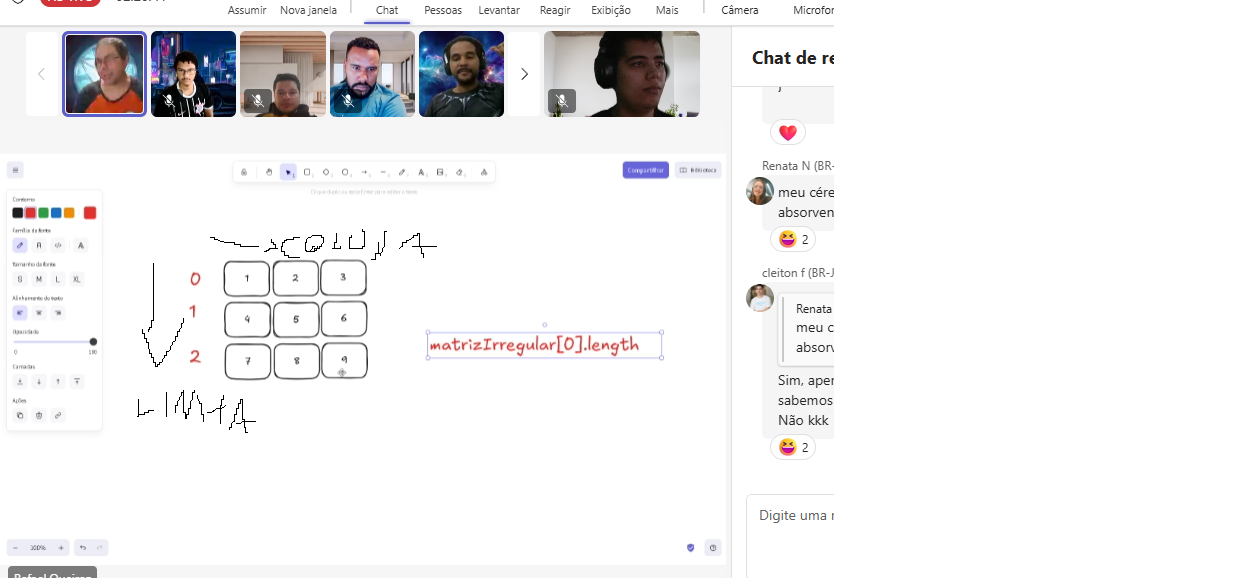 Assumir Nova janela Chat Pessoas Levantar Reagir Exibição Mais Câmera Microfon
Chat de re
Renata N (BR-
meu cére
absorven
2
cleiton f (BR-J
Renata
meu c
absorv
Sim, aper
sabemos
Não kkk
2
Digite uma r
Compartilhar Biblioteca
Contorno
Família da fonte
A
Tamanho da fonte
S M L XL
Alinhamento do texto
Opacidade
0 100
Camadas
Ações
COLUNA
0 1 2 3
1 4 5 6
2 7 8 9
matrizIrregular[0].length
LINHA
100%
Rafael Queiroz